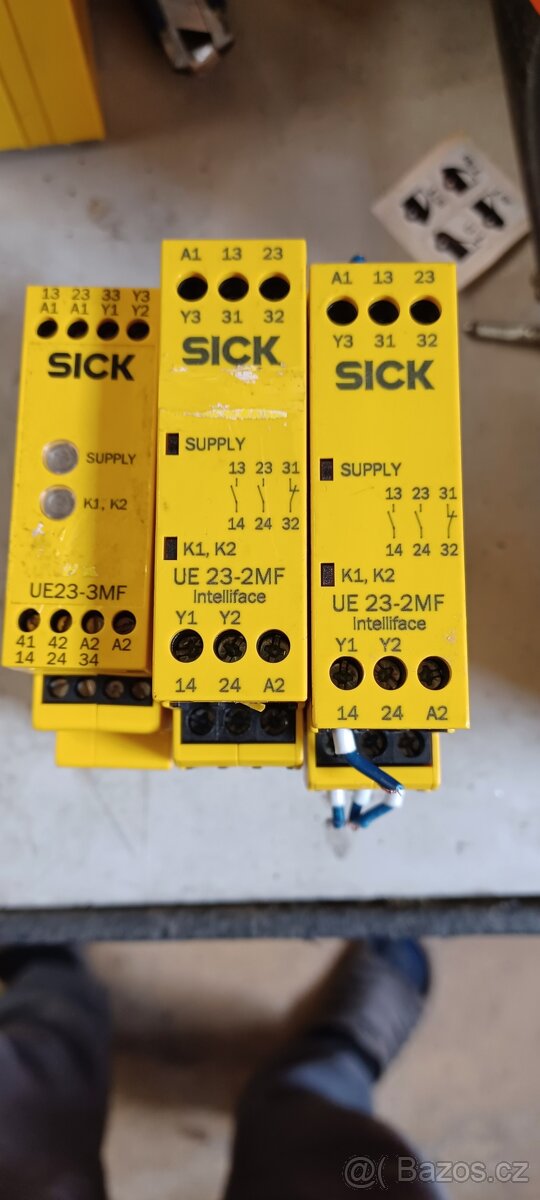 13 23 33 Y3
A1 A1 Y1 Y2
SICK
SUPPLY
K1, K2
UE23-3MF
41 42 A2 A2
14 24 34
A1 13 23
Y3 31 32
SICK
SUPPLY
13 23 31
14 24 32
K1, K2
UE 23-2MF
Intelliface
Y1 Y2
14 24 A2
A1 13 23
Y3 31 32
SICK
SUPPLY
13 23 31
14 24 32
K1, K2
UE 23-2MF
Intelliface
Y1 Y2
14 24 A2
Bazos.cz